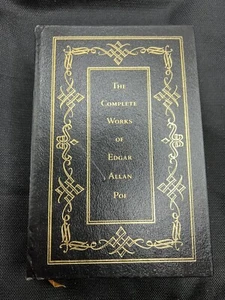 The
Complete
Works
of
Edgar
Allan
Poe